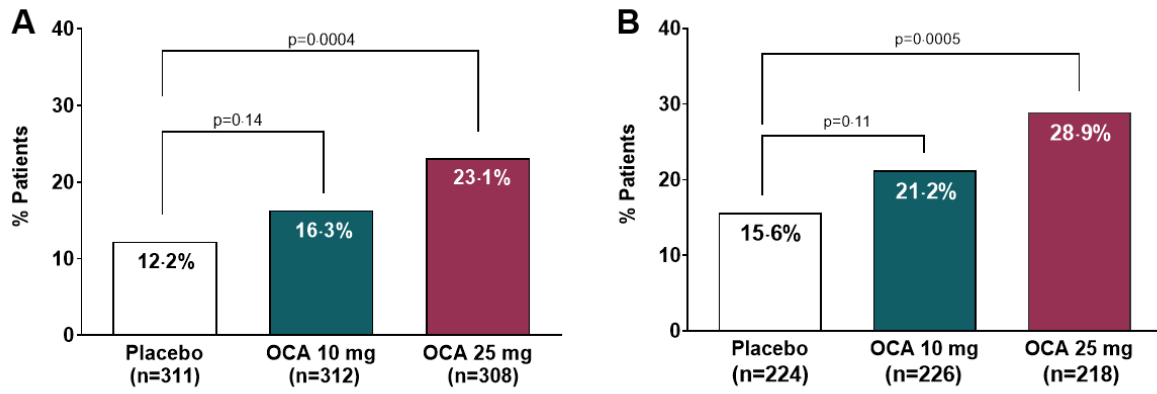 A
% Patients
40
30
20
10
0
p=0·0004
p=0·14
12·2%
16·3%
23·1%
Placebo
(n=311)
OCA 10 mg
(n=312)
OCA 25 mg
(n=308)
B
% Patients
40
30
20
10
0
p=0·0005
p=0·11
15·6%
21·2%
28·9%
Placebo
(n=224)
OCA 10 mg
(n=226)
OCA 25 mg
(n=218)